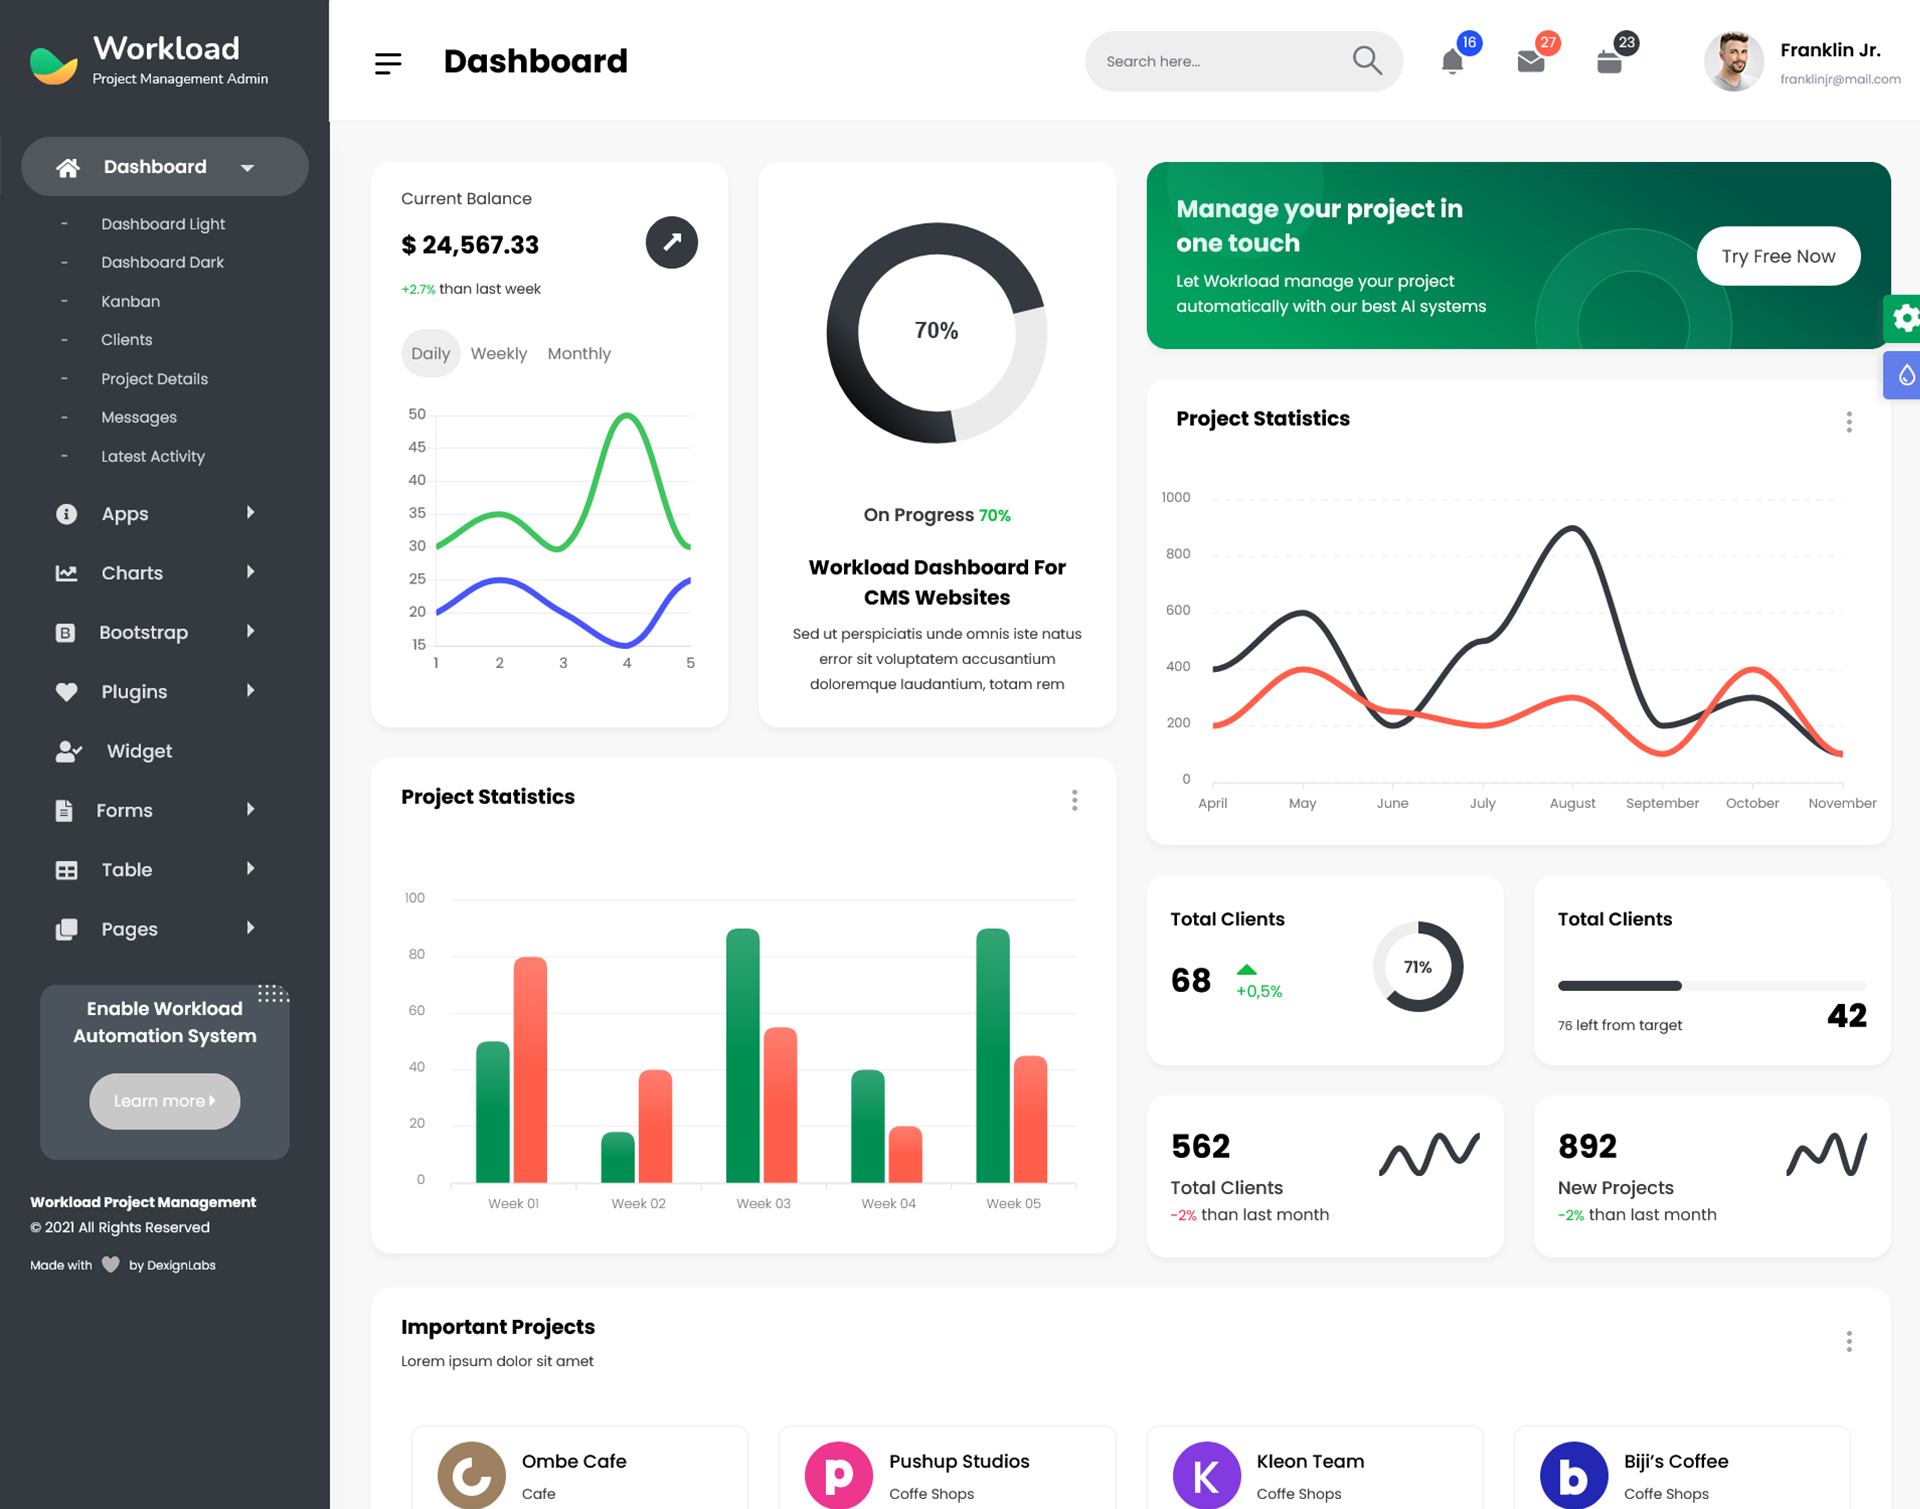 Workload
Project Management Admin
Dashboard
Search here...
16
27
23
Franklin Jr.
franklinjr@mail.com
Dashboard
- Dashboard Light
- Dashboard Dark
- Kanban
- Clients
- Project Details
- Messages
- Latest Activity
Apps
Charts
B Bootstrap
Plugins
Widget
Forms
Table
Pages
Enable Workload
Automation System
Learn more
Workload Project Management
© 2021 All Rights Reserved
Made with
by DexignLabs
Current Balance
$ 24,567.33
+2.7% than last week
Daily Weekly Monthly
50
45
40
35
30
25
20
15
1 2 3 4 5
70%
On Progress 70%
Workload Dashboard For
CMS Websites
Sed ut perspiciatis unde omnis iste natus
error sit voluptatem accusantium
doloremque laudantium, totam rem
Manage your project in
one touch
Let Wokrload manage your project
automatically with our best AI systems
Try Free Now
Project Statistics
1000
800
600
400
200
0
April May June July August September October November
Project Statistics
100
80
60
40
20
0
Week 01 Week 02 Week 03 Week 04 Week 05
Total Clients
68
+0,5%
71%
Total Clients
76 left from target
42
562
Total Clients
-2% than last month
892
New Projects
-2% than last month
Important Projects
Lorem ipsum dolor sit amet
Ombe Cafe
Cafe
p
Pushup Studios
Coffe Shops
K
Kleon Team
Coffe Shops
b
Biji's Coffee
Coffe Shops